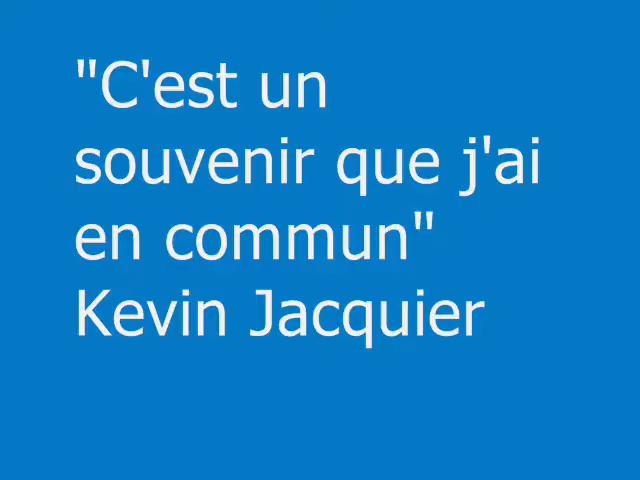 "C'est un
souvenir que j'ai
en commun"
Kevin Jacquier